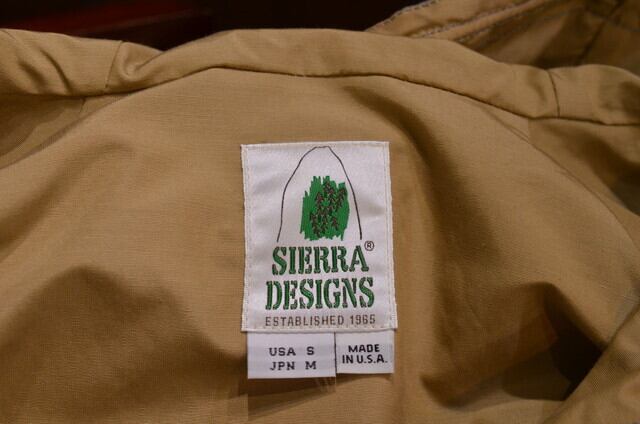 SIERRA®
DESIGNS
ESTABLISHED 1965
USA S
JPN M
MADE
IN U.S.A.